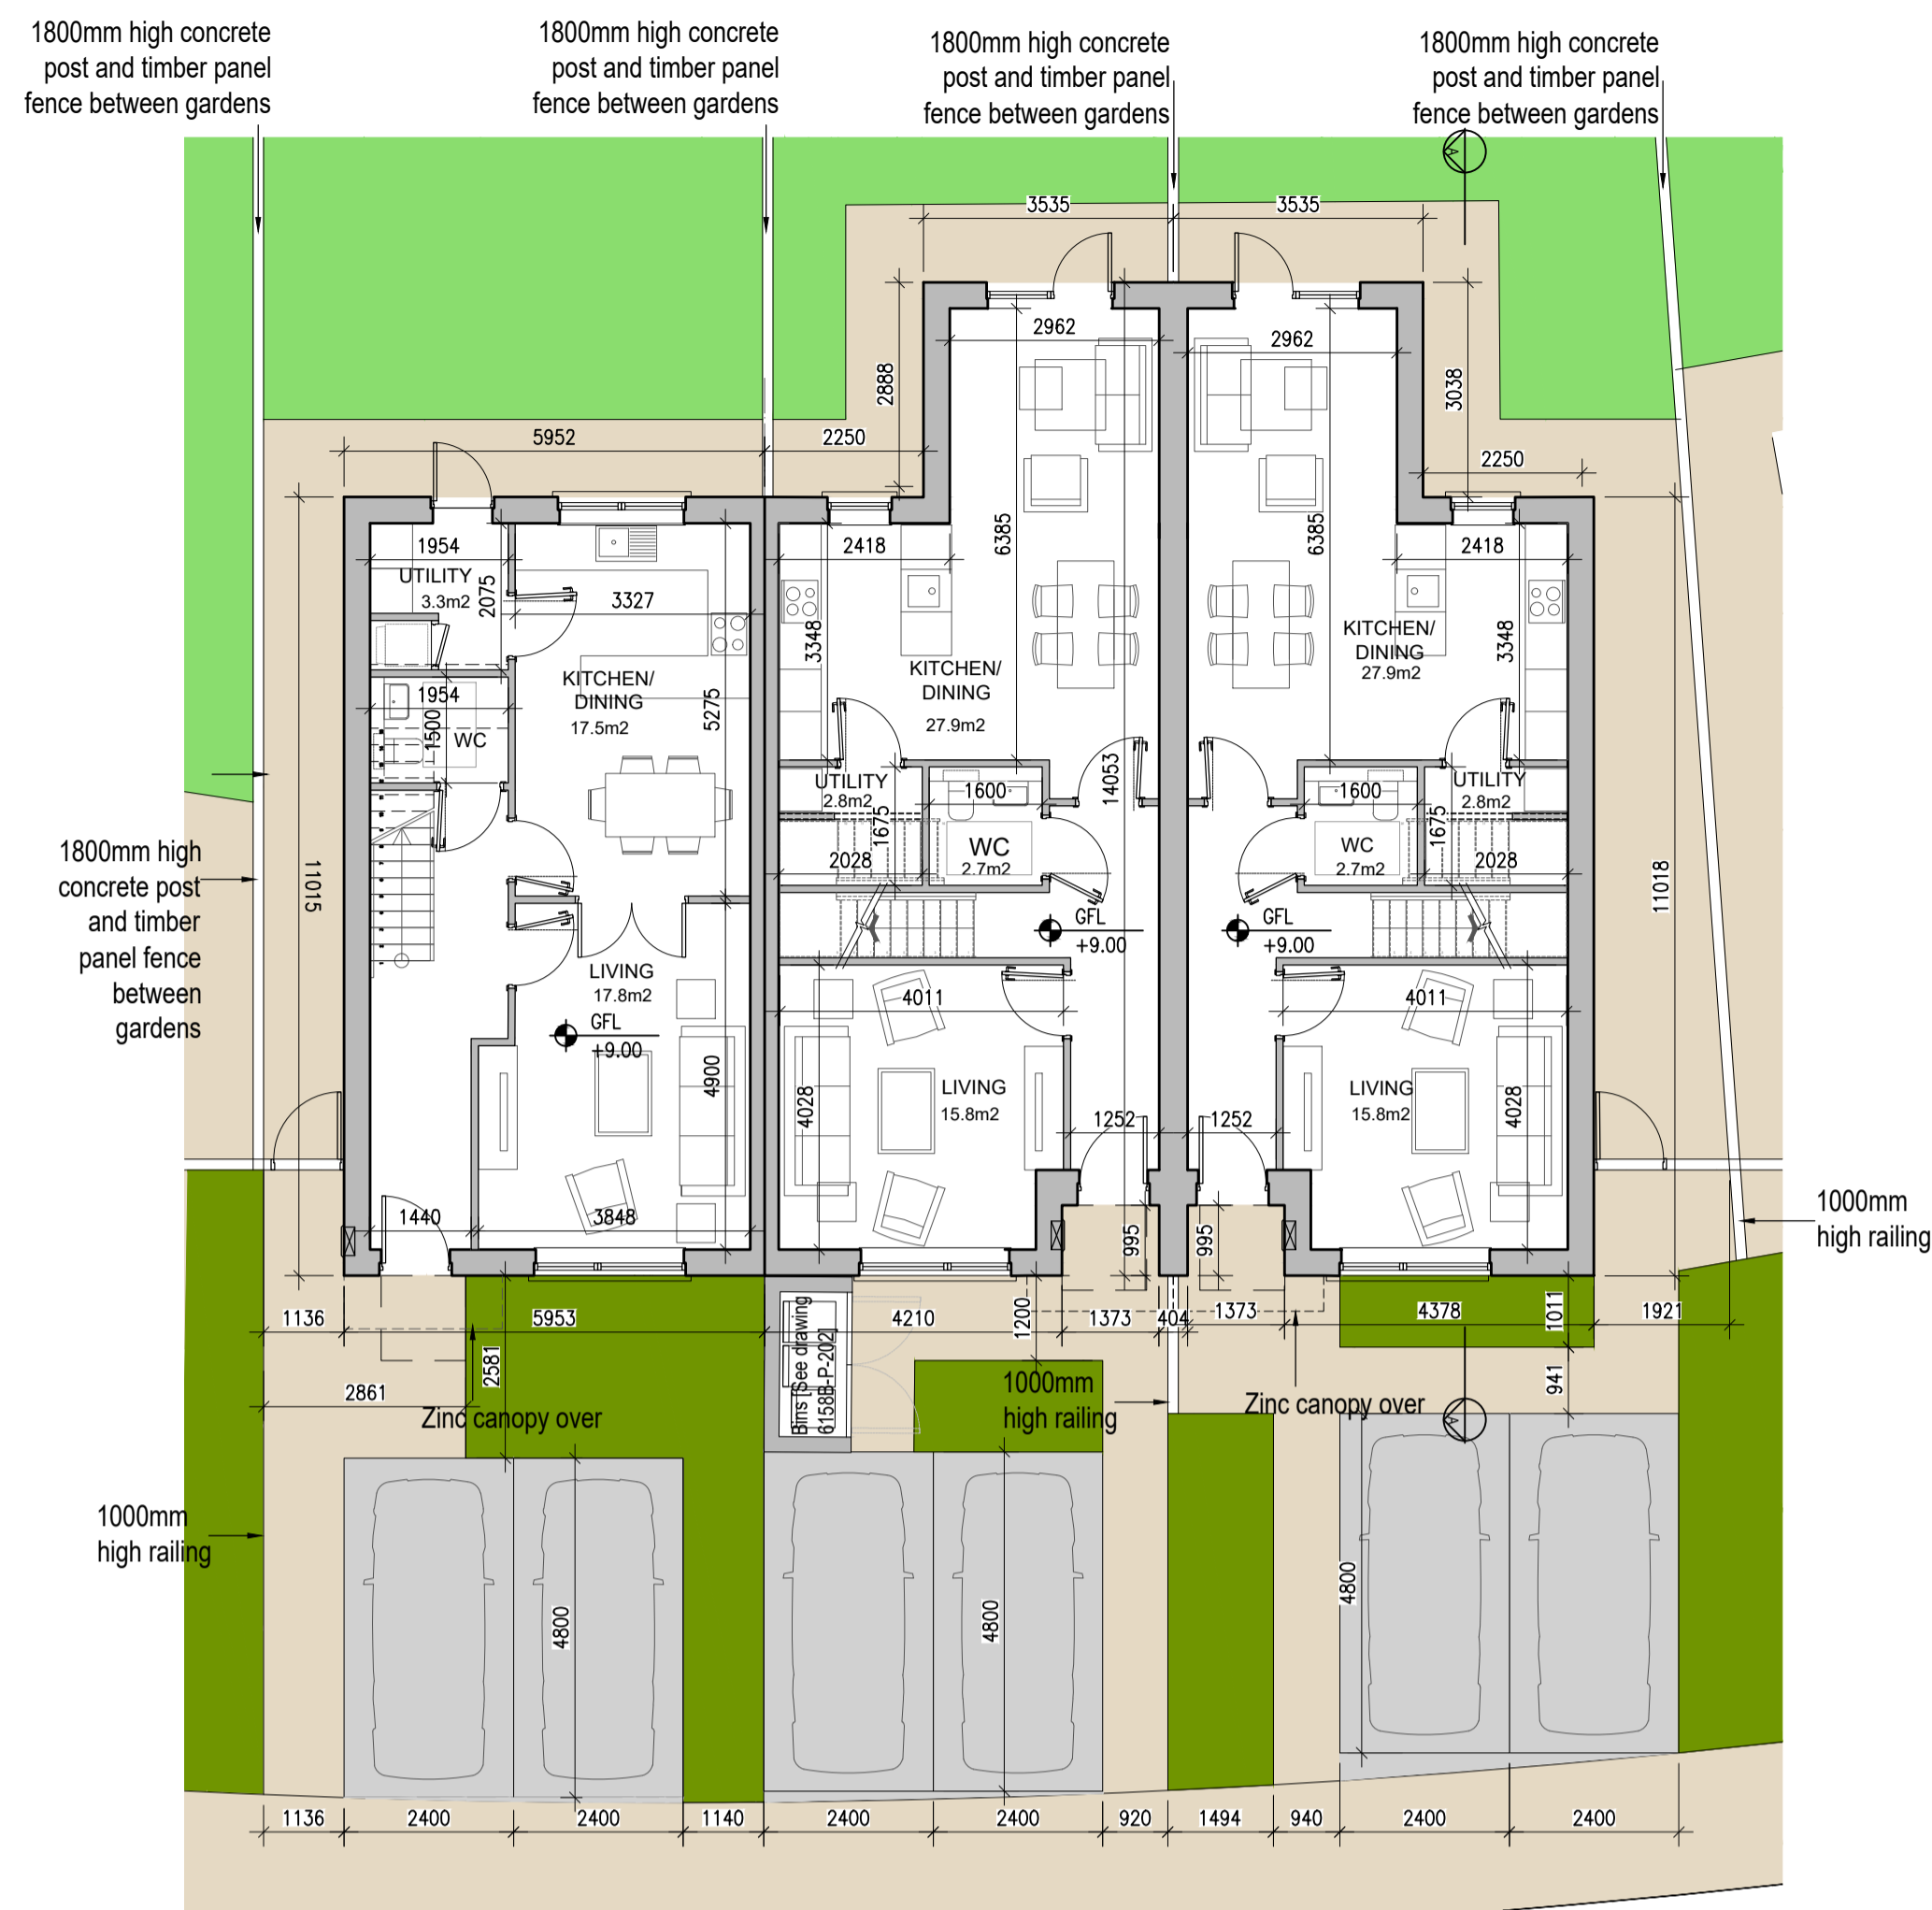 1800mm high concrete
post and timber panel
fence between gardens
1800mm high concrete
post and timber panel
fence between gardens
1800mm high concrete
post and timber panel
fence between gardens
1800mm high concrete
post and timber panel
fence between gardens
A
3535
3535
2962
2962
2888
3038
5952
2250
2250
6385
6385
1954
UTILITY
3.3m2
2075
3327
2418
2418
3348
3348
KITCHEN/
DINING
17.5m2
KITCHEN/
DINING
27.9m2
KITCHEN/
DINING
27.9m2
1954
1500
WC
5275
14053
UTILITY
2.8m2
1675
1600
WC
2.7m2
2028
1600
WC
2.7m2
UTILITY
2.8m2
1675
2028
11015
11018
1800mm high
concrete post
and timber
panel fence
between
gardens
GFL
+9.00
GFL
+9.00
LIVING
17.8m2
GFL
+9.00
4900
4011
4011
4028
LIVING
15.8m2
LIVING
15.8m2
4028
1252
1252
1440
3848
995
995
1000mm
high railing
1136
5953
4210
1200
1373
404
1373
4378
1011
1921
2861
2581
Zinc canopy over
Bins [See drawing
6158B-P-202]
1000mm
high railing
Zinc canopy over
941
A
1000mm
high railing
4800
4800
4800
1136
2400
2400
1140
2400
2400
920
1494
940
2400
2400